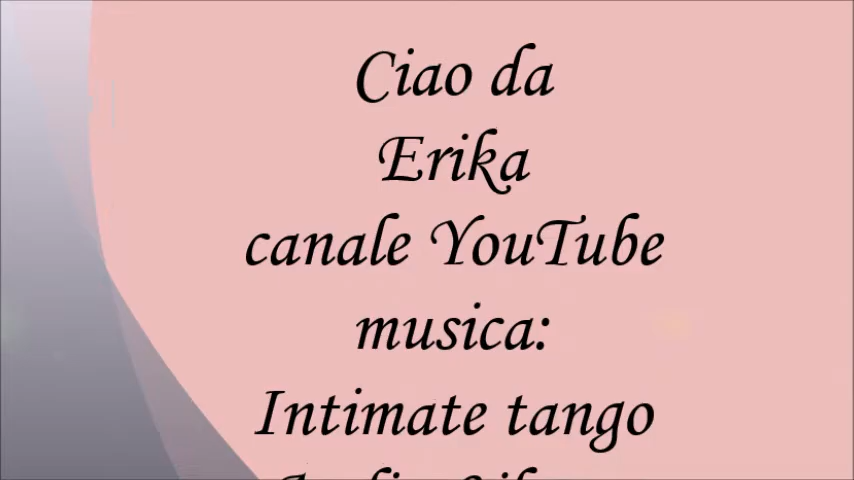 Ciao da
Erika
canale YouTube
musica:
Intimate tango